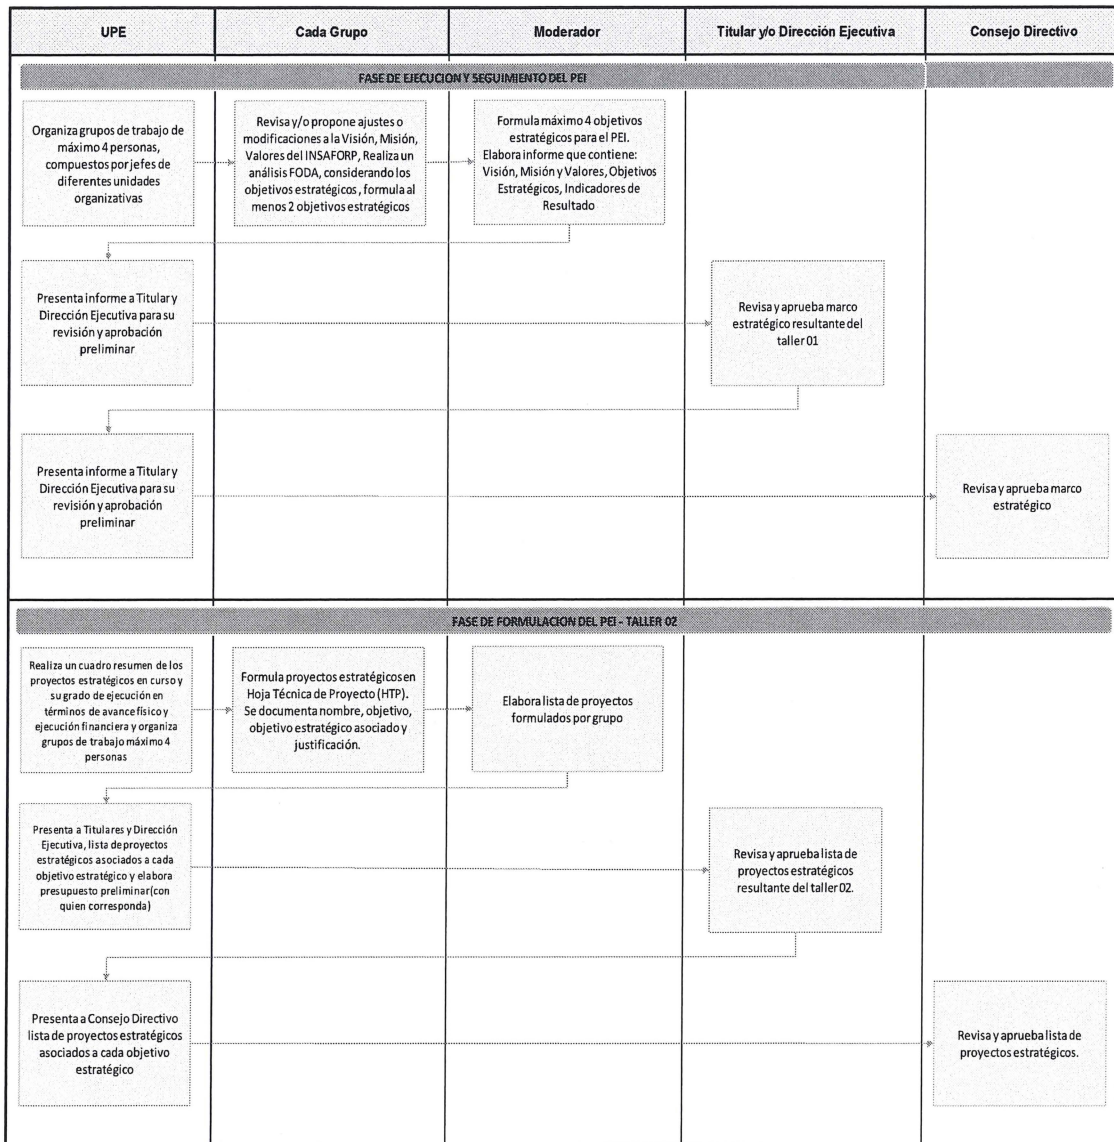 UPE
Cada Grupo
Moderador
Titular y/o Dirección Ejecutiva
Consejo Directivo
FASE DE EJECUCION Y SEGUIMIENTO DEL PEI
Organiza grupos de trabajo de
máximo 4 personas,
compuestos por jefes de
diferentes unidades
organizativas
Revisa y/o propone ajustes o
modificaciones a la Visión, Misión,
Valores del INSAFORP, Realiza un
análisis FODA, considerando los
objetivos estratégicos, formula al
menos 2 objetivos estratégicos
Formula máximo 4 objetivos
estratégicos para el PEI.
Elabora informe que contiene:
Visión, Misión y Valores, Objetivos
Estratégicos, Indicadores de
Resultado
Presenta informe a Titular y
Dirección Ejecutiva para su
revisión y aprobación
preliminar
Revisa y aprueba marco
estratégico resultante del
taller 01
Presenta informe a Titular y
Dirección Ejecutiva para su
revisión y aprobación
preliminar
Revisa y aprueba marco
estratégico
FASE DE FORMULACION DEL PEI - TALLER 02
Realiza un cuadro resumen de los
proyectos estratégicos en curso y
su grado de ejecución en
términos de avance físico y
ejecución financiera y organiza
grupos de trabajo máximo 4
personas
Formula proyectos estratégicos en
Hoja Técnica de Proyecto (HTP).
Se documenta nombre, objetivo,
objetivo estratégico asociado y
justificación.
Elabora lista de proyectos
formulados por grupo
Presenta a Titulares y Dirección
Ejecutiva, lista de proyectos
estratégicos asociados a cada
objetivo estratégico y elabora
presupuesto preliminar(con
quien corresponda)
Revisa y aprueba lista de
proyectos estratégicos
resultante del taller 02.
Presenta a Consejo Directivo
lista de proyectos estratégicos
asociados a cada objetivo
estratégico
Revisa y aprueba lista de
proyectos estratégicos.